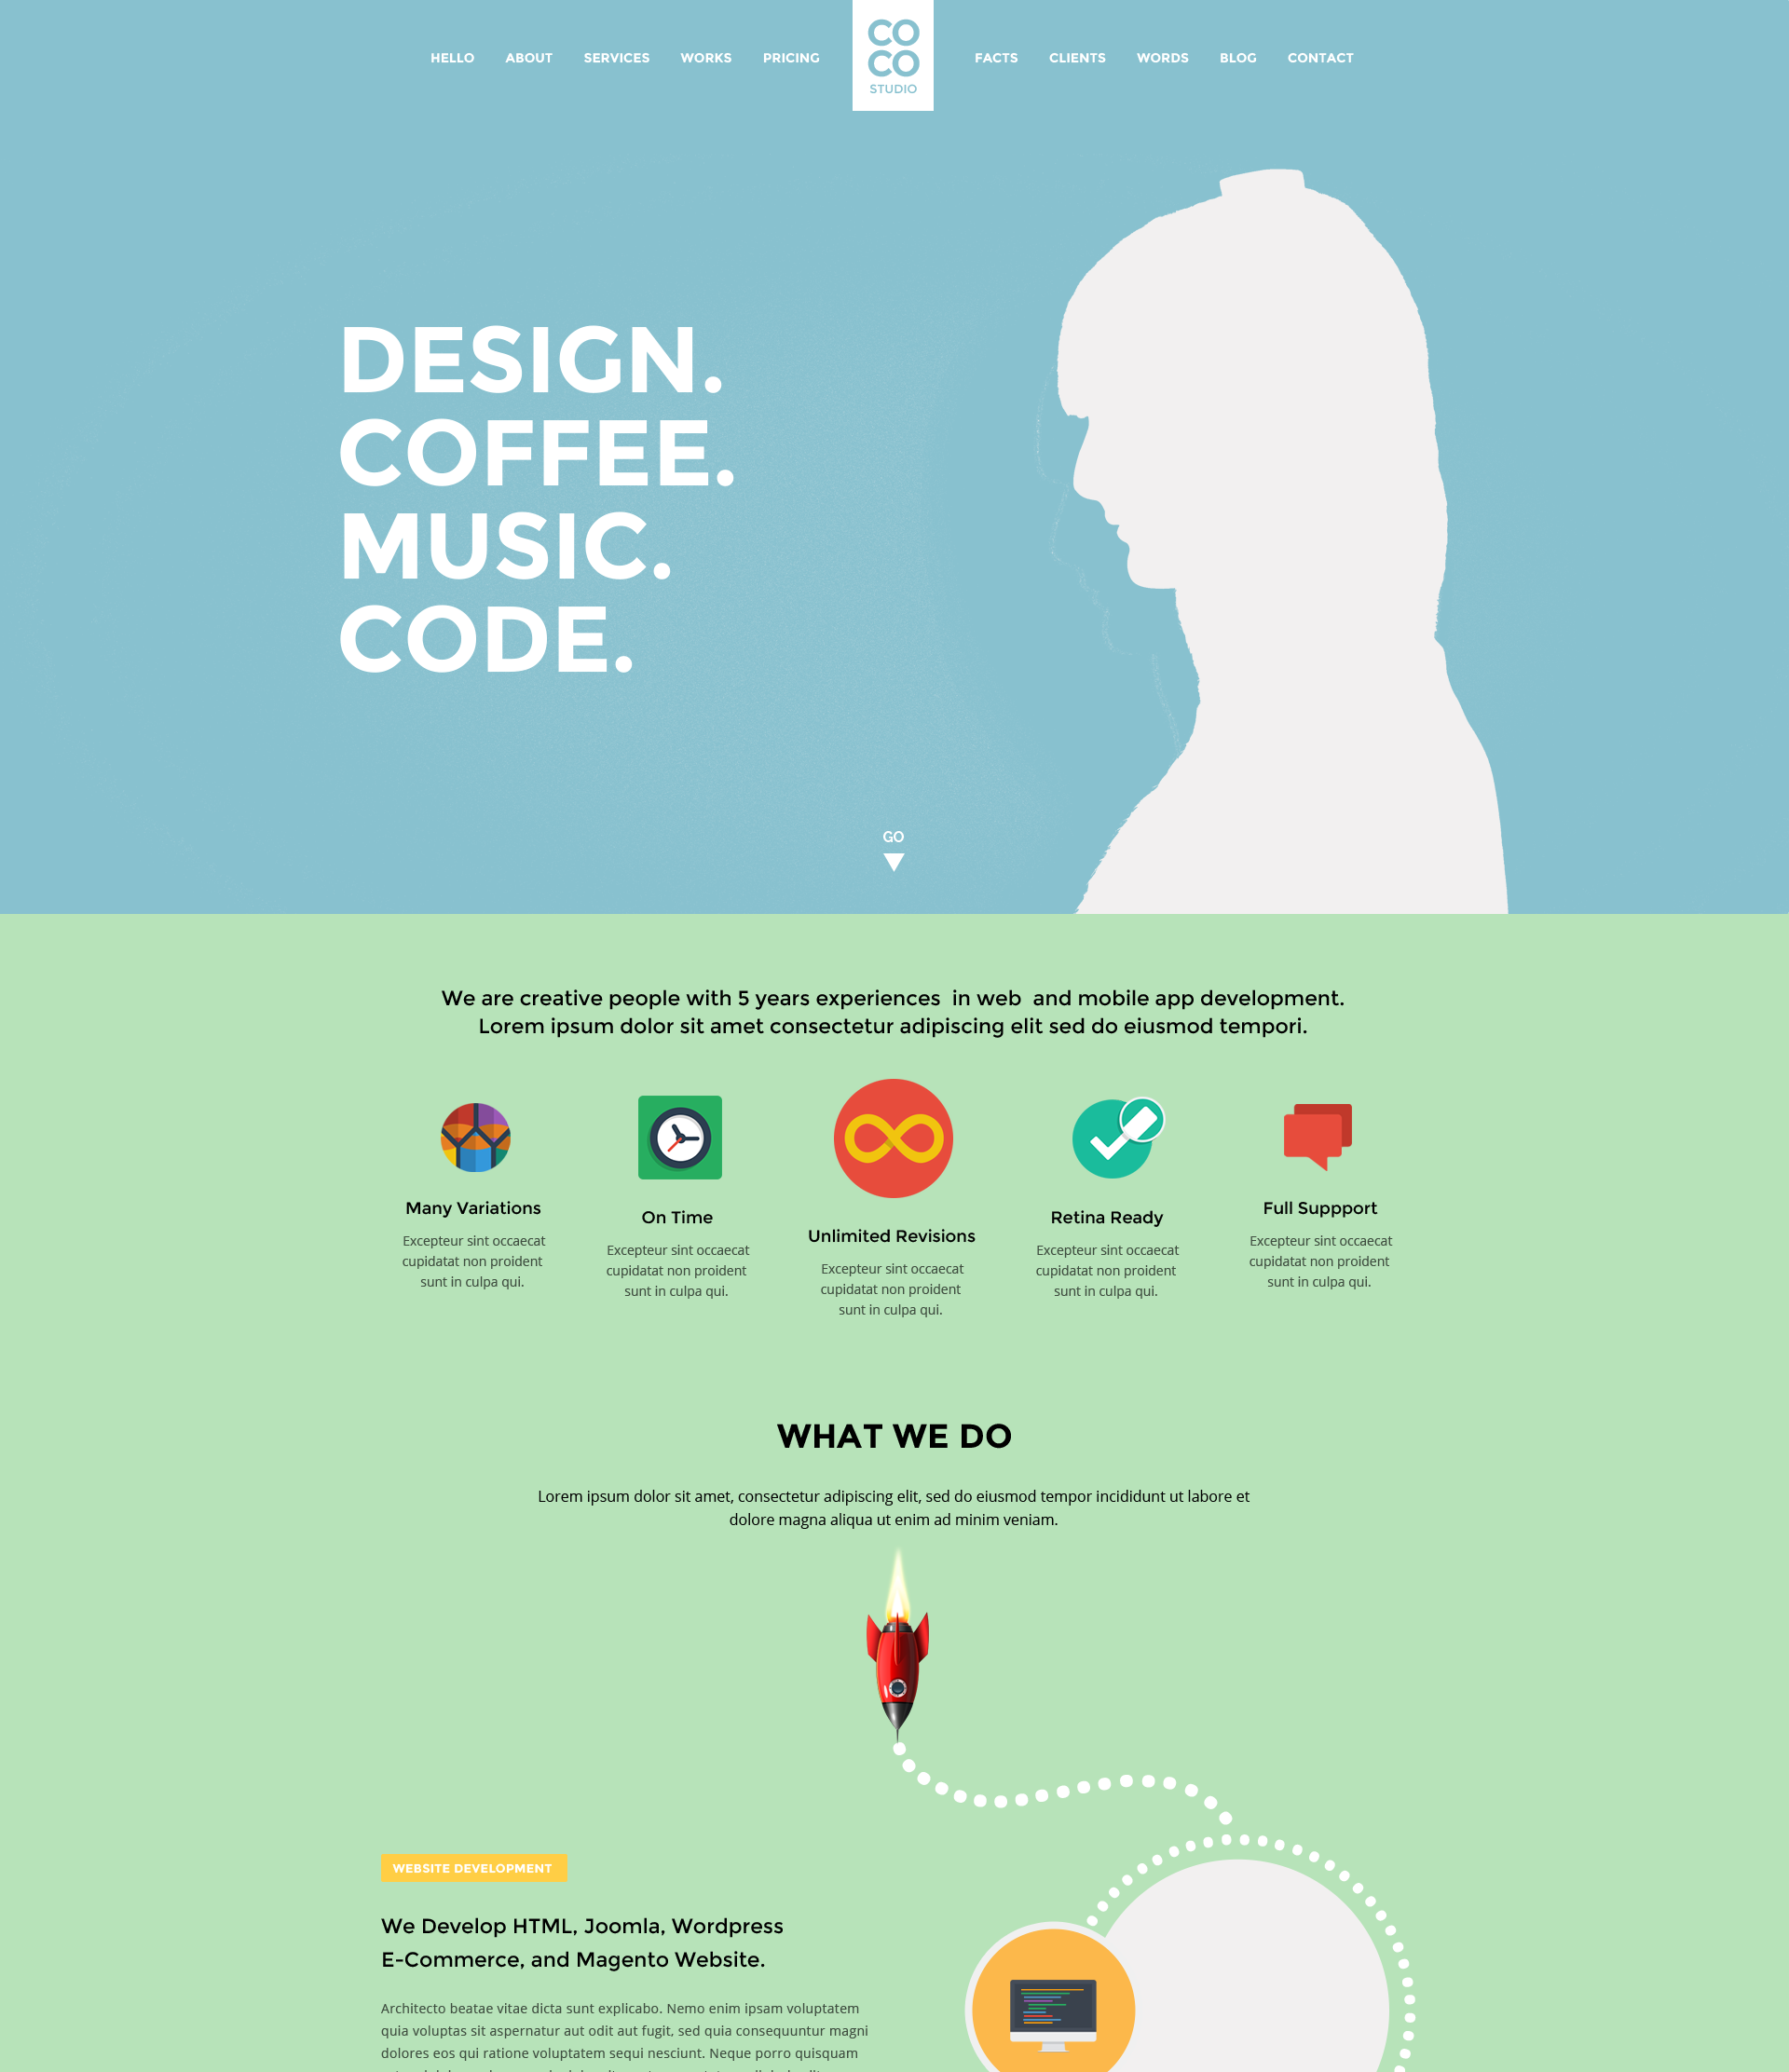 HELLO ABOUT SERVICES WORKS PRICING
CO
CO
STUDIO
FACTS CLIENTS WORDS BLOG CONTACT
DESIGN.
COFFEE.
MUSIC.
CODE.
GO
We are creative people with 5 years experiences in web and mobile app development.
Lorem ipsum dolor sit amet consectetur adipiscing elit sed do eiusmod tempori.
Many Variations
Excepteur sint occaecat
cupidatat non proident
sunt in culpa qui.
On Time
Excepteur sint occaecat
cupidatat non proident
sunt in culpa qui.
Unlimited Revisions
Excepteur sint occaecat
cupidatat non proident
sunt in culpa qui.
Retina Ready
Excepteur sint occaecat
cupidatat non proident
sunt in culpa qui.
Full Suppport
Excepteur sint occaecat
cupidatat non proident
sunt in culpa qui.
WHAT WE DO
Lorem ipsum dolor sit amet, consectetur adipiscing elit, sed do eiusmod tempor incididunt ut labore et
dolore magna aliqua ut enim ad minim veniam.
WEBSITE DEVELOPMENT
We Develop HTML, Joomla, Wordpress
E-Commerce, and Magento Website.
Architecto beatae vitae dicta sunt explicabo. Nemo enim ipsam voluptatem
quia voluptas sit aspernatur aut odit aut fugit, sed quia consequuntur magni
dolores eos qui ratione voluptatem sequi nesciunt. Neque porro quisquam